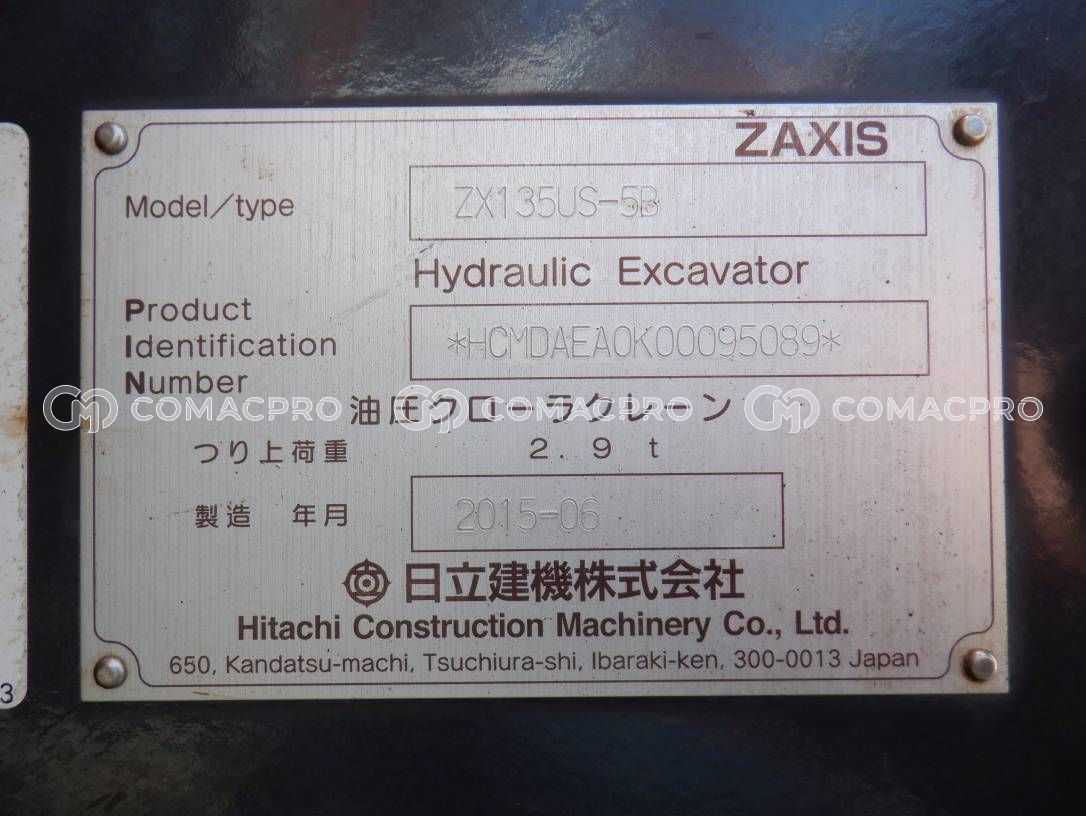 ZAXIS
Model/type ZX135US-5B
Hydraulic Excavator
Product
Identification *HCMDAEA0K00095089*
Number
COMACPRO COMACPRO COMACPRO
油圧クローラクレーン
つり上荷重 2.9 t
製造 年月 2015-06
日立建機株式会社
Hitachi Construction Machinery Co., Ltd.
650, Kandatsu-machi, Tsuchiura-shi, Ibaraki-ken, 300-0013 Japan
3